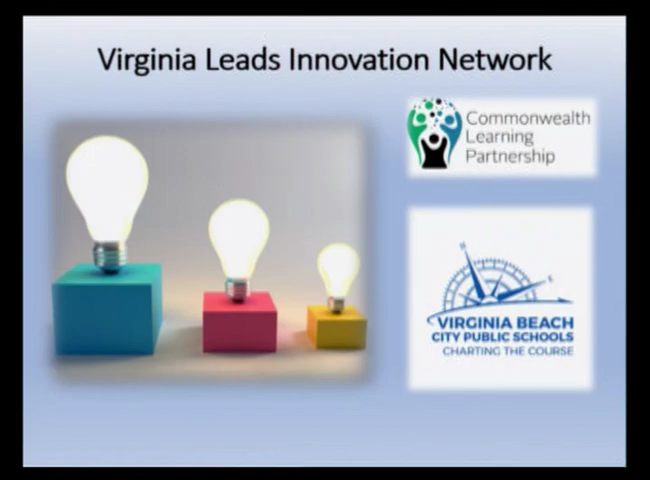 Virginia Leads Innovation Network
Commonwealth
Learning
Partnership
VIRGINIA BEACH
CITY PUBLIC SCHOOLS
CHARTING THE COURSE